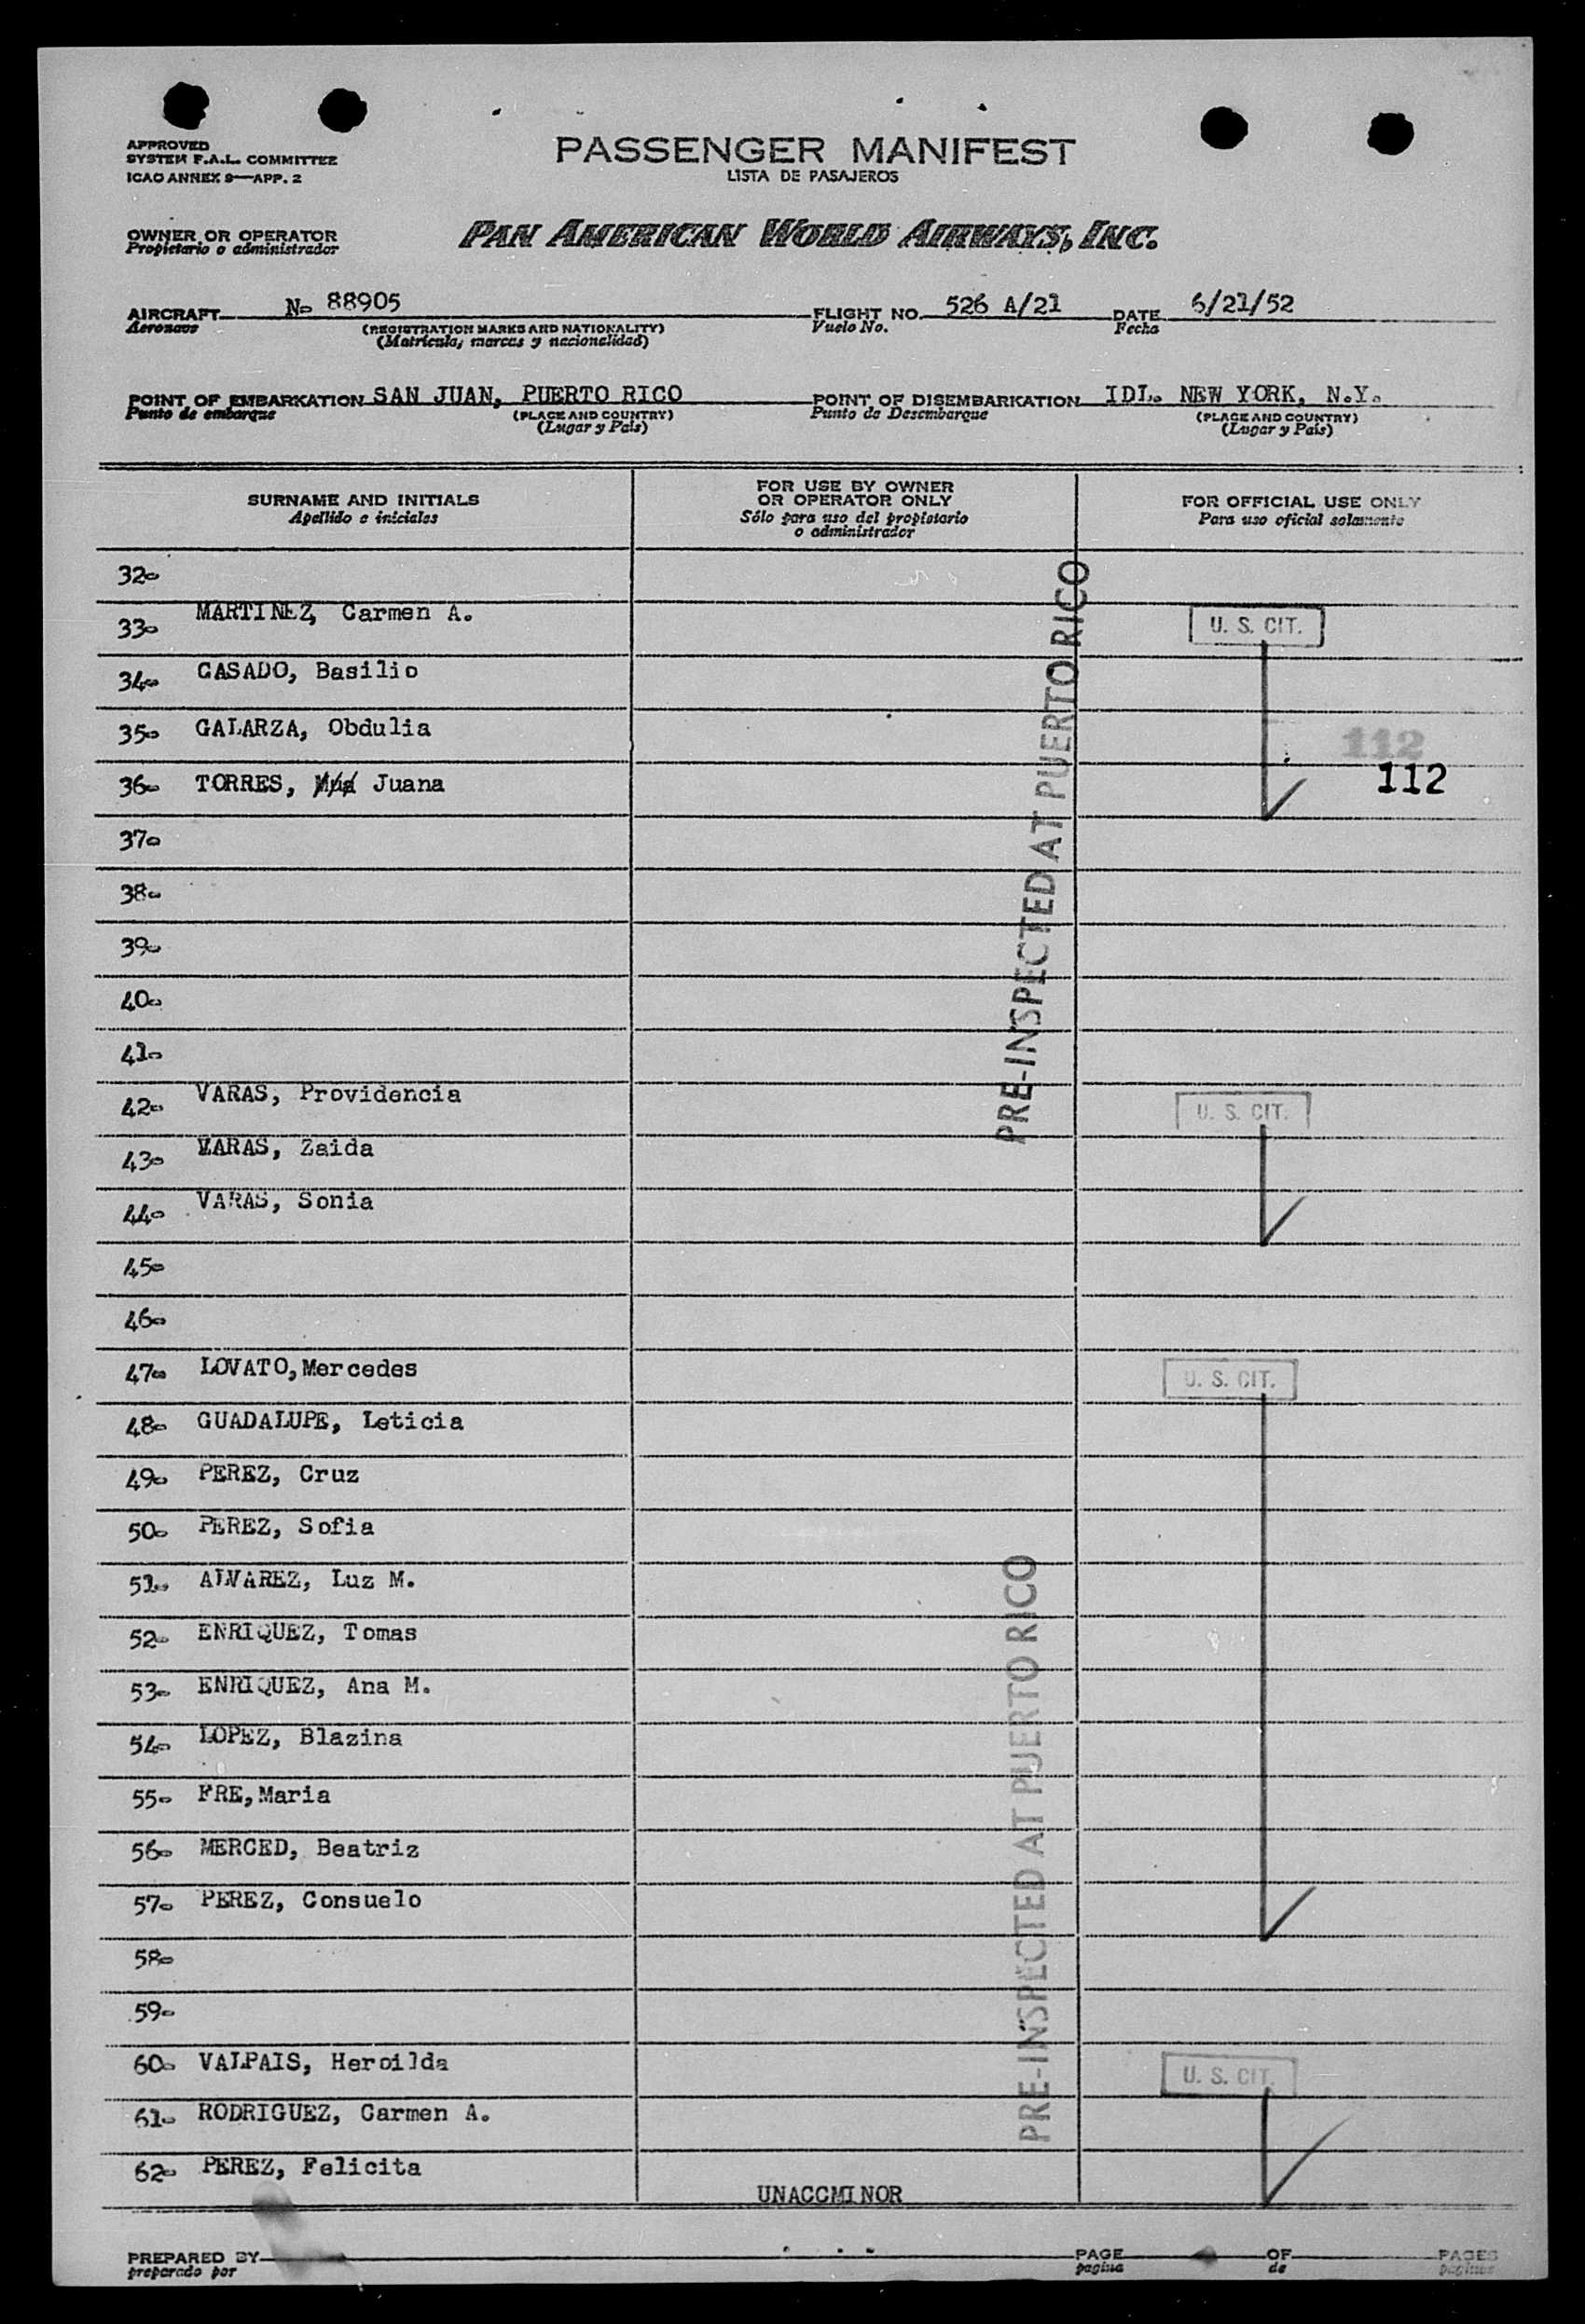 APPROVED
SYSTEM F.A.L. COMMITTEE
ICAO ANNEX 9—APP. 2
PASSENGER MANIFEST
LISTA DE PASAJEROS
OWNER OR OPERATOR
Propietario o administrador
PAN AMERICAN WORLD AIRWAYS, INC.
AIRCRAFT N- 88905
Aeronave
(REGISTRATION MARKS AND NATIONALITY)
(Matricula, marcas y nacionalidad)
FLIGHT NO. 526 A/21
Vuelo No.
DATE 6/21/52
Fecha
POINT OF EMBARKATION SAN JUAN, PUERTO RICO
Punto de embarque
(PLACE AND COUNTRY)
(Lugar y País)
POINT OF DISEMBARKATION IDL. NEW YORK, N.Y.
Punto de Desembarque
(PLACE AND COUNTRY)
(Lugar y País)
SURNAME AND INITIALS
Apellido e iniciales
FOR USE BY OWNER
OR OPERATOR ONLY
Sólo para uso del propietario
o administrador
FOR OFFICIAL USE ONLY
Para uso oficial solamente
32-
33- MARTINEZ, Carmen A. U. S. CIT.
34- CASADO, Basilio
35- GALARZA, Obdulia 112
36- TORRES, Juana 112
37-
38-
39-
40-
41-
PRE-INSPECTED AT PUERTO RICO
42- VARAS, Providencia U. S. CIT.
43- VARAS, Zaida
44- VARAS, Sonia
45-
46-
47- LOVATO, Mercedes U. S. CIT.
48- GUADALUPE, Leticia
49- PEREZ, Cruz
50- PEREZ, Sofia
51- ALVAREZ, Luz M.
52- ENRIQUEZ, Tomas
53- ENRIQUEZ, Ana M.
54- LOPEZ, Blazina
55- FRE, Maria
56- MERCED, Beatriz
57- PEREZ, Consuelo
58-
59-
PRE-INSPECTED AT PUERTO RICO
60- VALPAIS, Heroilda U. S. CIT.
61- RODRIGUEZ, Carmen A.
62- PEREZ, Felicita
UNACCMINOR
PREPARED BY
preparado por
PAGE OF PAGES
pagina de paginas